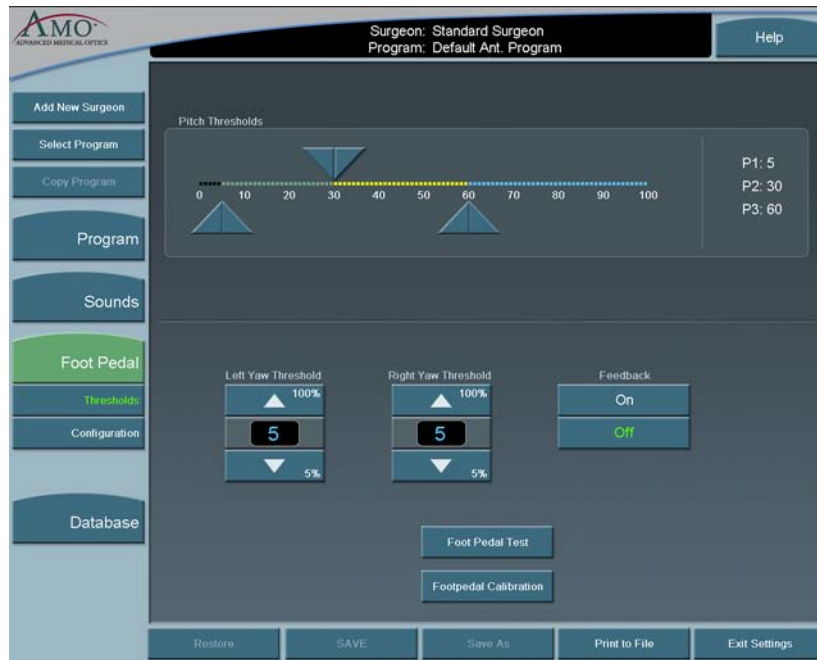 AMO
ADVANCED MEDICAL OPTICS
Surgeon: Standard Surgeon
Program: Default Ant. Program
Help
Add New Surgeon
Select Program
Copy Program
Program
Sounds
Foot Pedal
Thresholds
Configuration
Database
Pitch Thresholds
0 10 20 30 40 50 60 70 80 90 100
P1: 5
P2: 30
P3: 60
Left Yaw Threshold
100%
5
5%
Right Yaw Threshold
100%
5
5%
Feedback
On
Off
Foot Pedal Test
Footpedal Calibration
Restore
SAVE
Save As
Print to File
Exit Settings